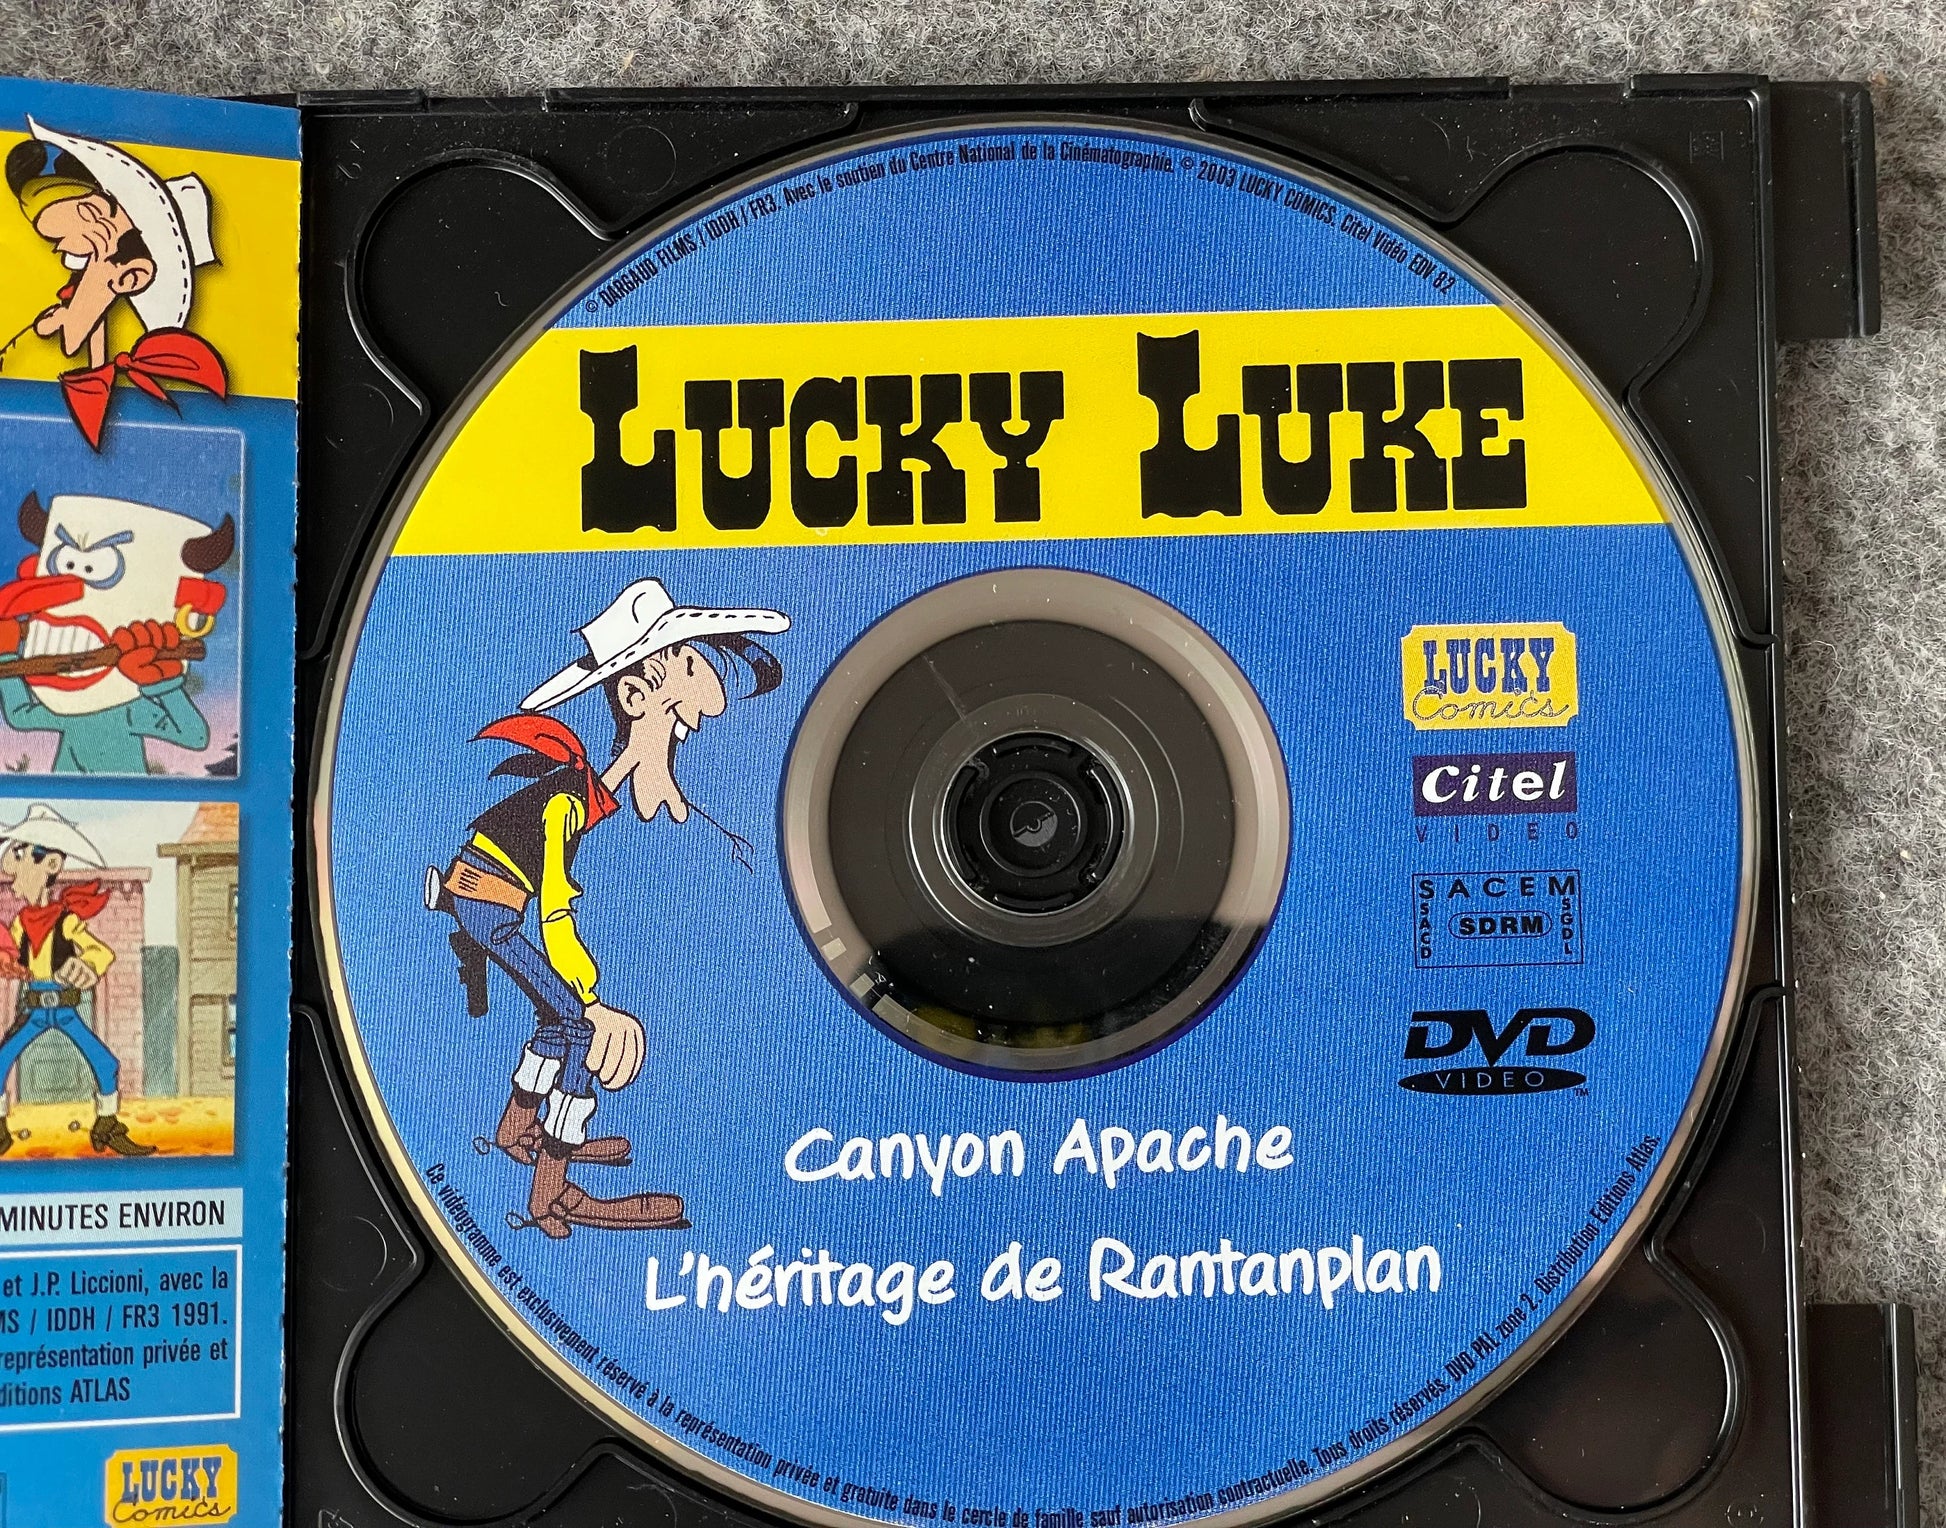 © DARGAUD FILMS / IDDH / FR3. Avec le soutien du Centre National de la Cinématographie. © 2003 LUCKY COMICS. Citel Vidéo EDV 82
LUCKY LUKE
LUCKY
Comics
Citel
VIDEO
SACEM
SACD
SDRM
SGDL
DVD
VIDEO
TM
Canyon Apache
L'héritage de Rantanplan
Ce vidéogramme est exclusivement réservé à la représentation privée et gratuite dans le cercle de famille sauf autorisation contractuelle. Tous droits réservés. DVD PAL zone 2. Distribution Editions Atlas.
MINUTES ENVIRON
et J.P. Liccioni, avec la
MS / IDDH / FR3 1991.
représentation privée et
ditions ATLAS
LUCKY
Comics